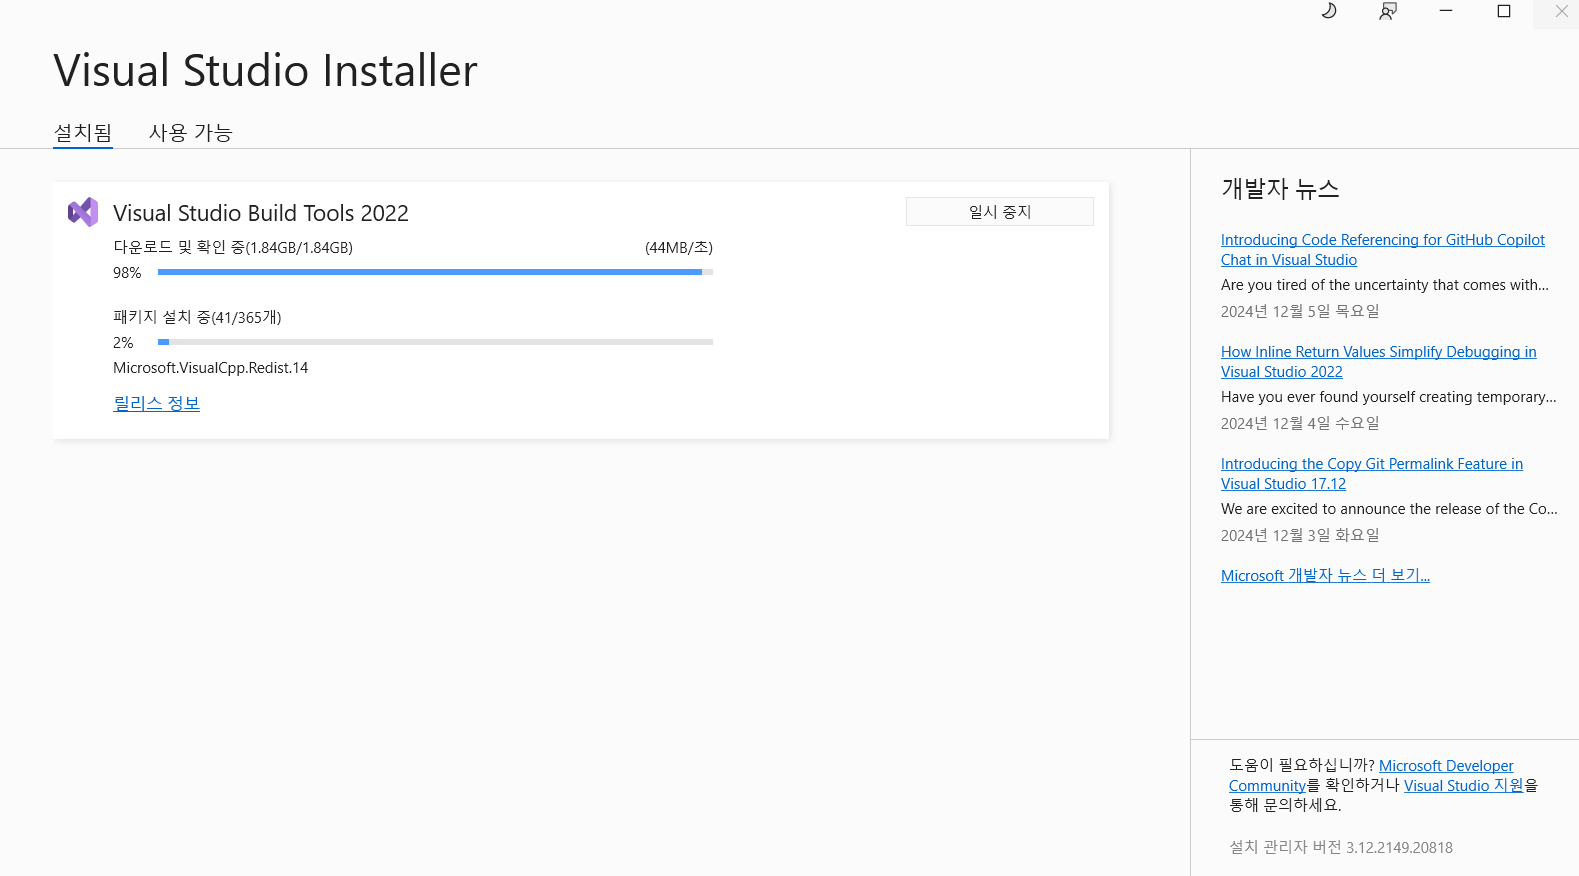 Visual Studio Installer
설치됨
사용 가능
Visual Studio Build Tools 2022
일시 중지
다운로드 및 확인 중(1.84GB/1.84GB)
(44MB/초)
98%
패키지 설치 중(41/365개)
2%
Microsoft.VisualCpp.Redist.14
릴리스 정보
개발자 뉴스
Introducing Code Referencing for GitHub Copilot
Chat in Visual Studio
Are you tired of the uncertainty that comes with...
2024년 12월 5일 목요일
How Inline Return Values Simplify Debugging in
Visual Studio 2022
Have you ever found yourself creating temporary...
2024년 12월 4일 수요일
Introducing the Copy Git Permalink Feature in
Visual Studio 17.12
We are excited to announce the release of the Co...
2024년 12월 3일 화요일
Microsoft 개발자 뉴스 더 보기...
도움이 필요하십니까? Microsoft Developer
Community를 확인하거나 Visual Studio 지원을
통해 문의하세요.
설치 관리자 버전 3.12.2149.20818